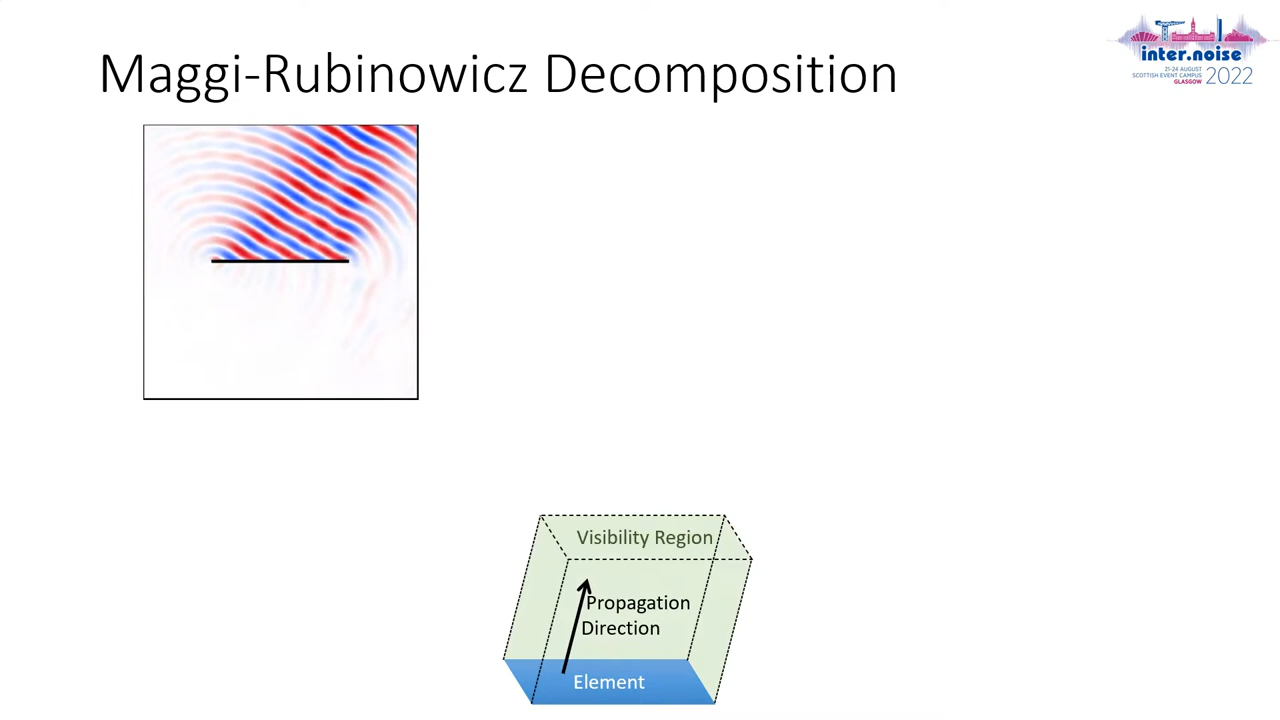 Maggi-Rubinowicz Decomposition
inter.noise
21-24 AUGUST
SCOTTISH EVENT CAMPUS
GLASGOW
2022
Visibility Region
Propagation
Direction
Element